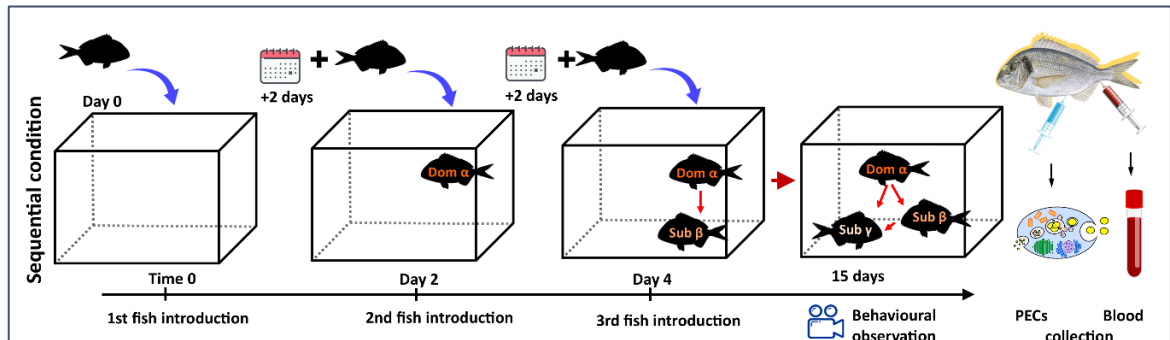 Sequential condition
Day 0
+2 days
+
+2 days
+
Dom α
Dom α
Sub β
Dom α
Sub γ
Sub β
Time 0
Day 2
Day 4
15 days
1st fish introduction
2nd fish introduction
3rd fish introduction
Behavioural
observation
PECs
Blood
collection